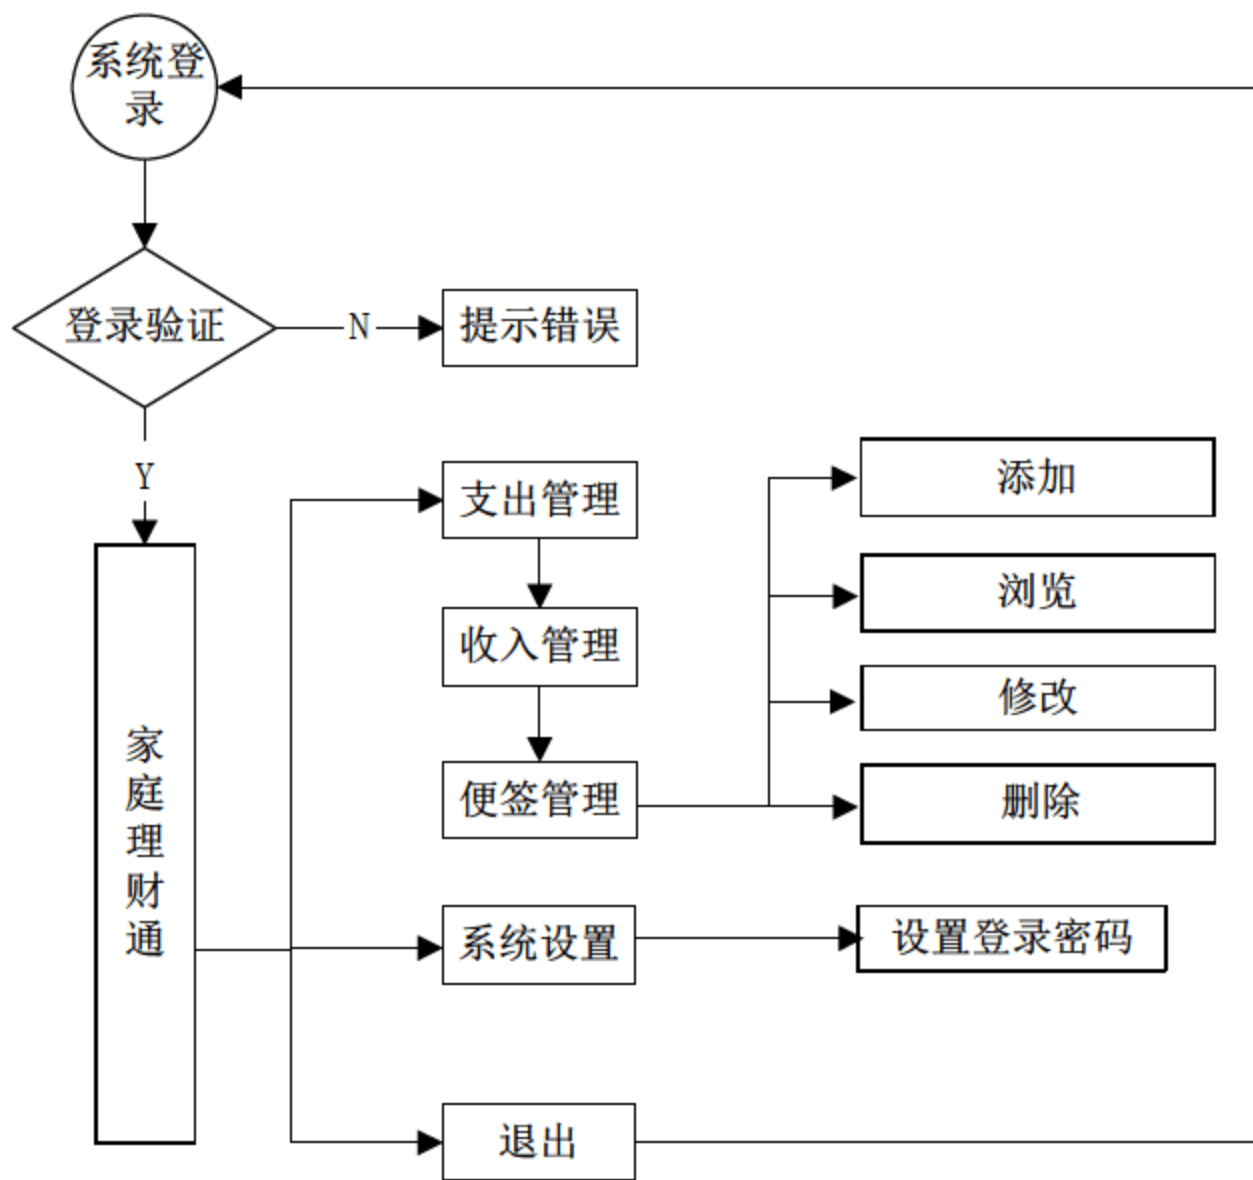 系统登
录
登录验证
N
提示错误
Y
支出管理
添加
浏览
收入管理
修改
家
庭
理
财
通
便签管理
删除
系统设置
设置登录密码
退出